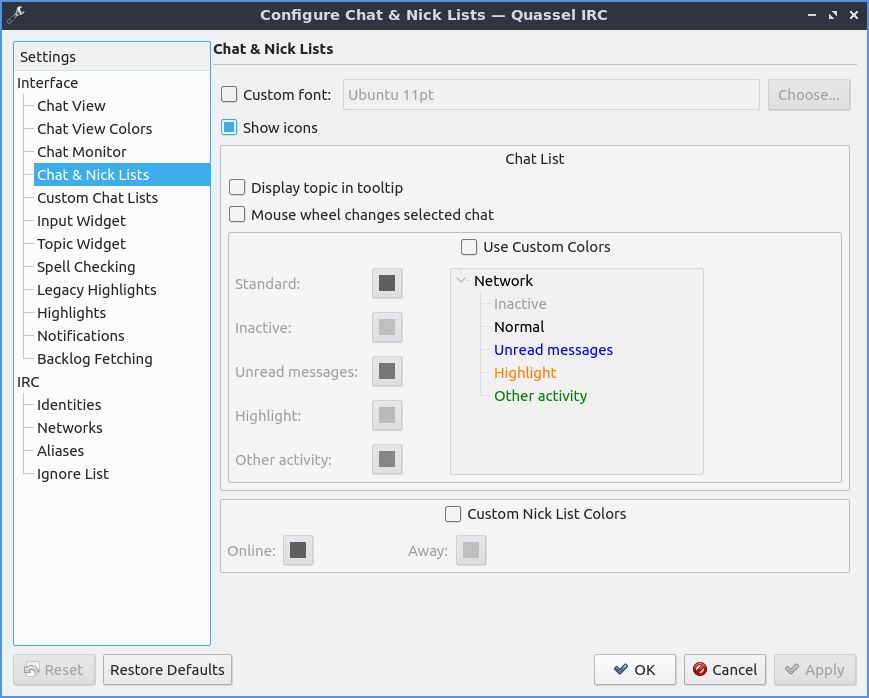 Configure Chat & Nick Lists — Quassel IRC
Settings
Interface
Chat View
Chat View Colors
Chat Monitor
Chat & Nick Lists
Custom Chat Lists
Input Widget
Topic Widget
Spell Checking
Legacy Highlights
Highlights
Notifications
Backlog Fetching
IRC
Identities
Networks
Aliases
Ignore List
Chat & Nick Lists
Custom font: Ubuntu 11pt Choose...
Show icons
Chat List
Display topic in tooltip
Mouse wheel changes selected chat
Use Custom Colors
Standard:
Inactive:
Unread messages:
Highlight:
Other activity:
Network
Inactive
Normal
Unread messages
Highlight
Other activity
Custom Nick List Colors
Online: Away:
Reset Restore Defaults OK Cancel Apply